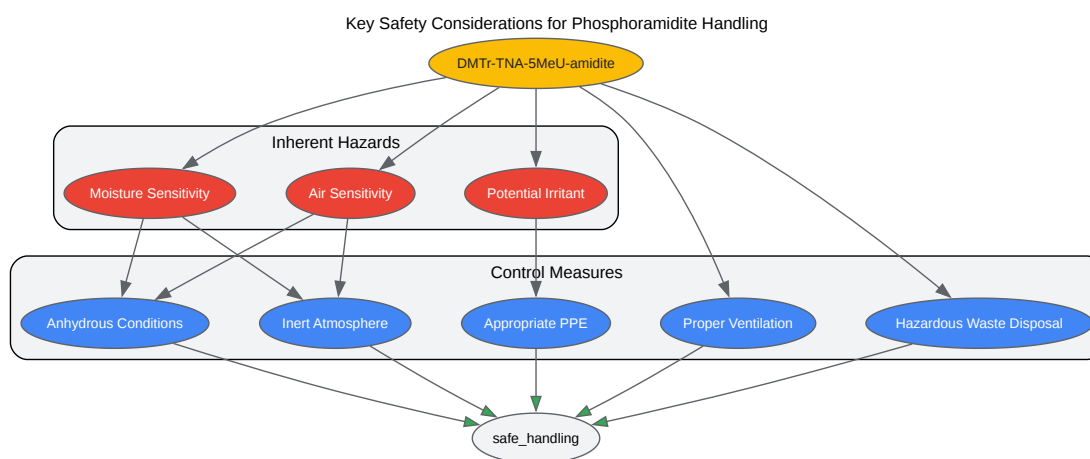 Key Safety Considerations for Phosphoramidite Handling
DMTr-TNA-5MeU-amidite
Inherent Hazards
Moisture Sensitivity
Air Sensitivity
Potential Irritant
Control Measures
Anhydrous Conditions
Inert Atmosphere
Appropriate PPE
Proper Ventilation
Hazardous Waste Disposal
safe_handling